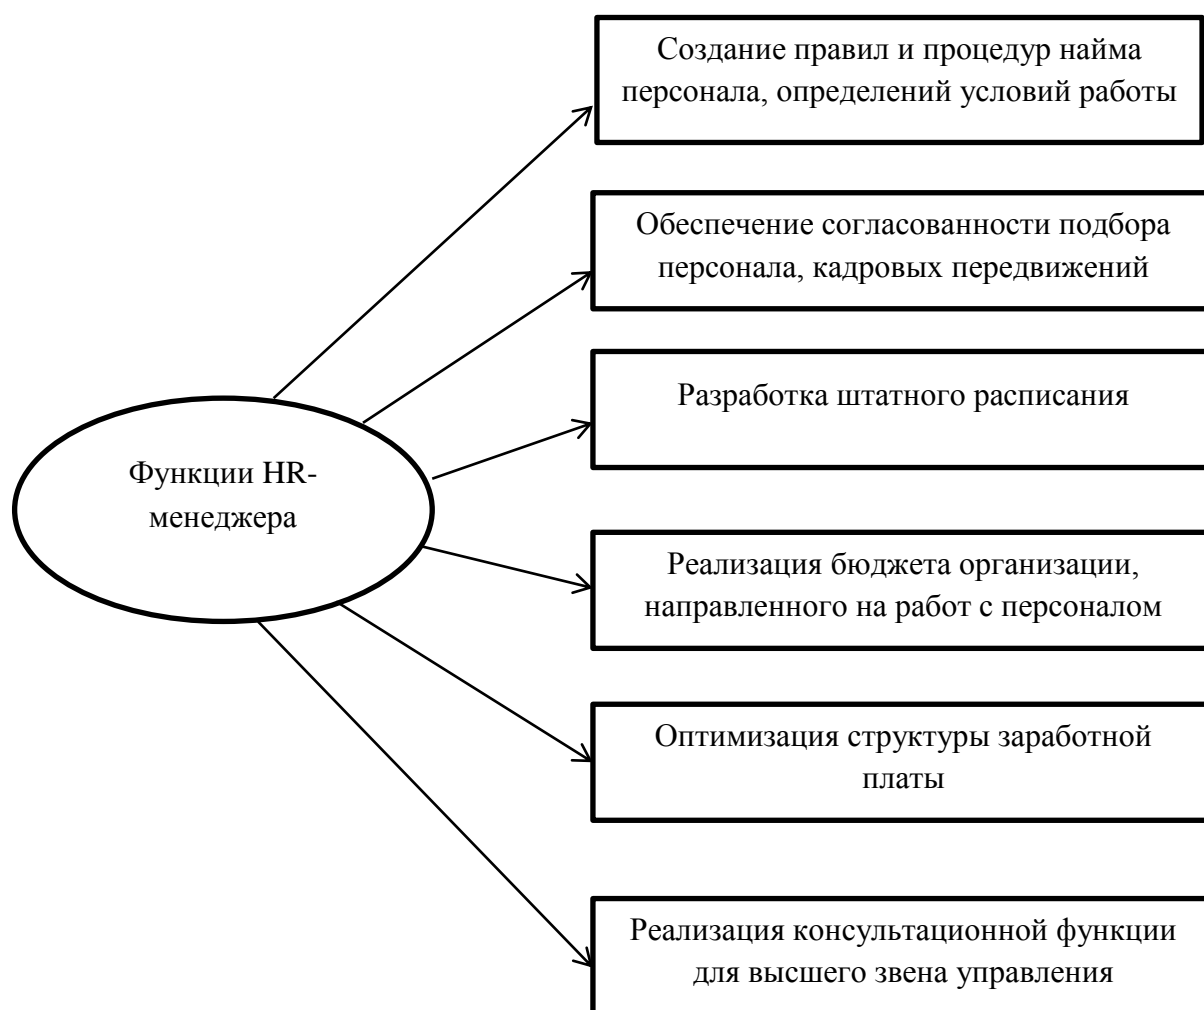 Создание правил и процедур найма
персонала, определений условий работы
Обеспечение согласованности подбора
персонала, кадровых передвижений
Разработка штатного расписания
Функции HR-
менеджера
Реализация бюджета организации,
направленного на работ с персоналом
Оптимизация структуры заработной
платы
Реализация консультационной функции
для высшего звена управления